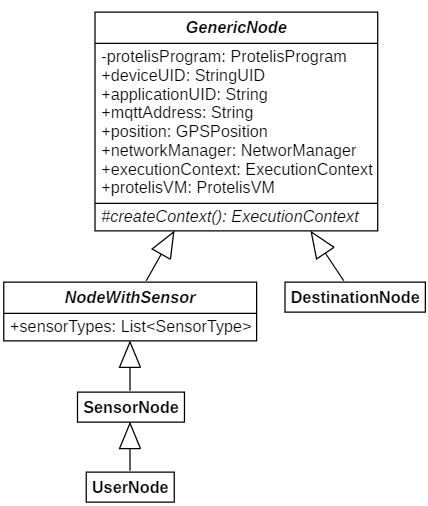 GenericNode
-protelisProgram: ProtelisProgram
+deviceUID: StringUID
+applicationUID: String
+mqttAddress: String
+position: GPSPosition
+networkManager: NetworManager
+executionContext: ExecutionContext
+protelisVM: ProtelisVM
#createContext(): ExecutionContext
NodeWithSensor
+sensorTypes: List<SensorType>
DestinationNode
SensorNode
UserNode